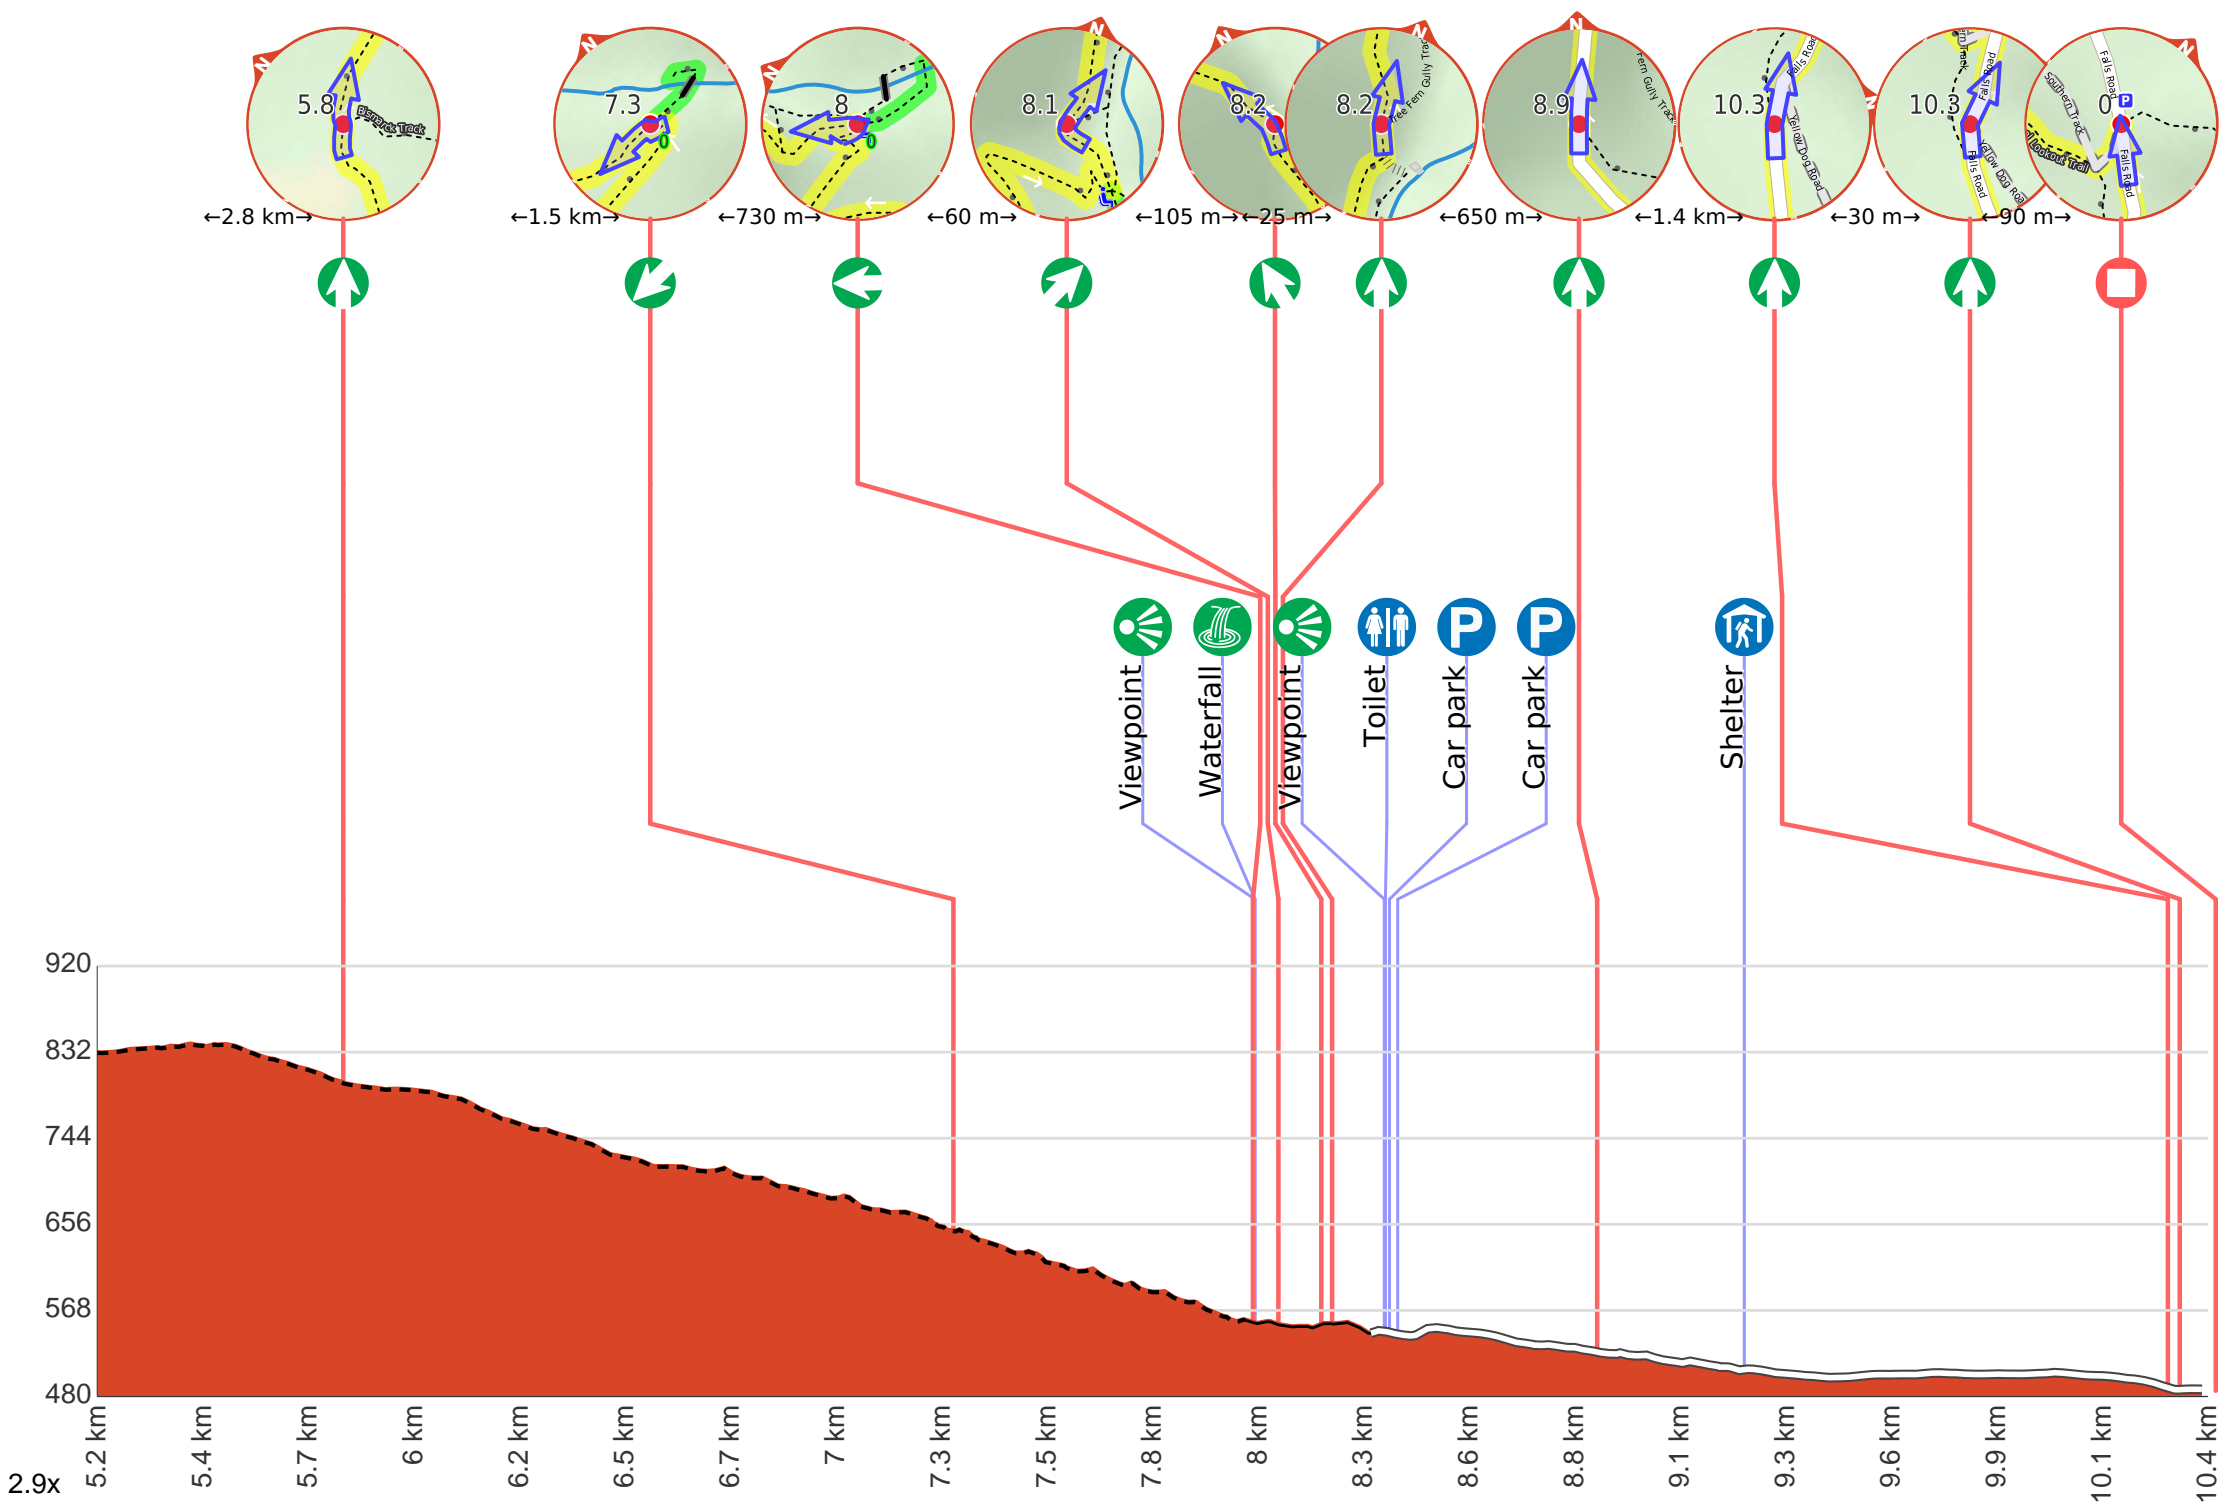 N
5.8
Bismarck Track
←2.8 km→
N
7.3
0
←1.5 km→
N
8
0
←730 m→
N
8.1
←60 m→
N
8.2
←105 m→
N
8.2
Tree Fern Gully Trac
←25 m→
N
8.9
Fern Gully Track
←650 m→
N
10.3
Falls Road
Yellow Dog Road
←1.4 km→
10.3
Falls Road
Falls Road
Yellow Dog Roa
←30 m→
N
0
P
Falls Road
Southern Track
Lookout Trail
Falls Road
←90 m→
Viewpoint
Waterfall
Viewpoint
Toilet
P
Car park
P
Car park
Shelter
920
832
744
656
568
480
5.2 km
5.4 km
5.7 km
6 km
6.2 km
6.5 km
6.7 km
7 km
7.3 km
7.5 km
7.8 km
8 km
8.3 km
8.6 km
8.8 km
9.1 km
9.3 km
9.6 km
9.9 km
10.1 km
10.4 km
2.9x